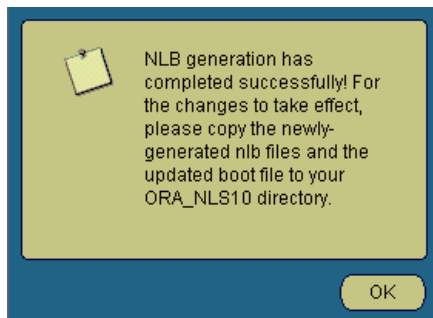 NLB generation has
completed successfully! For
the changes to take effect,
please copy the newly-
generated nlb files and the
updated boot file to your
ORA_NLS10 directory.
OK